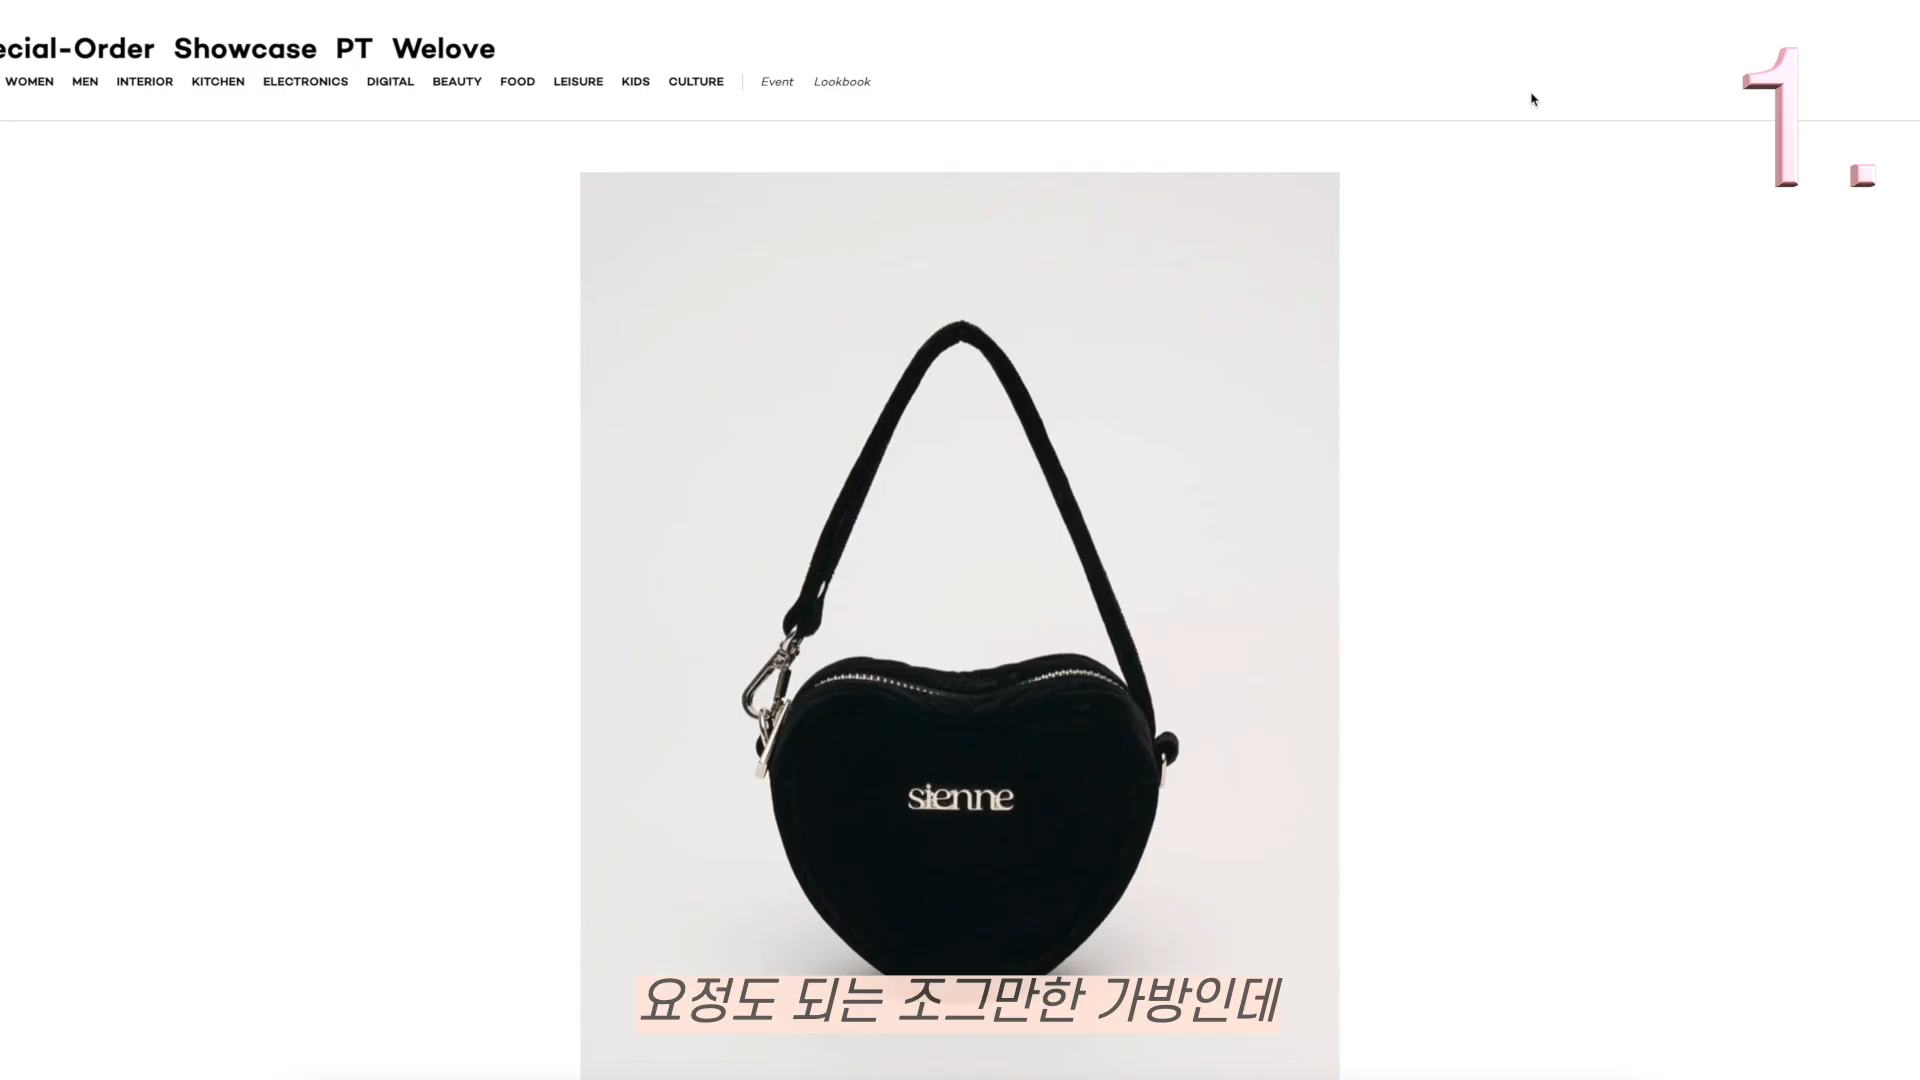 ecial-Order Showcase PT Welove
WOMEN MEN INTERIOR KITCHEN ELECTRONICS DIGITAL BEAUTY FOOD LEISURE KIDS CULTURE Event Lookbook
1.
sienne
요정도 되는 조그만한 가방인데